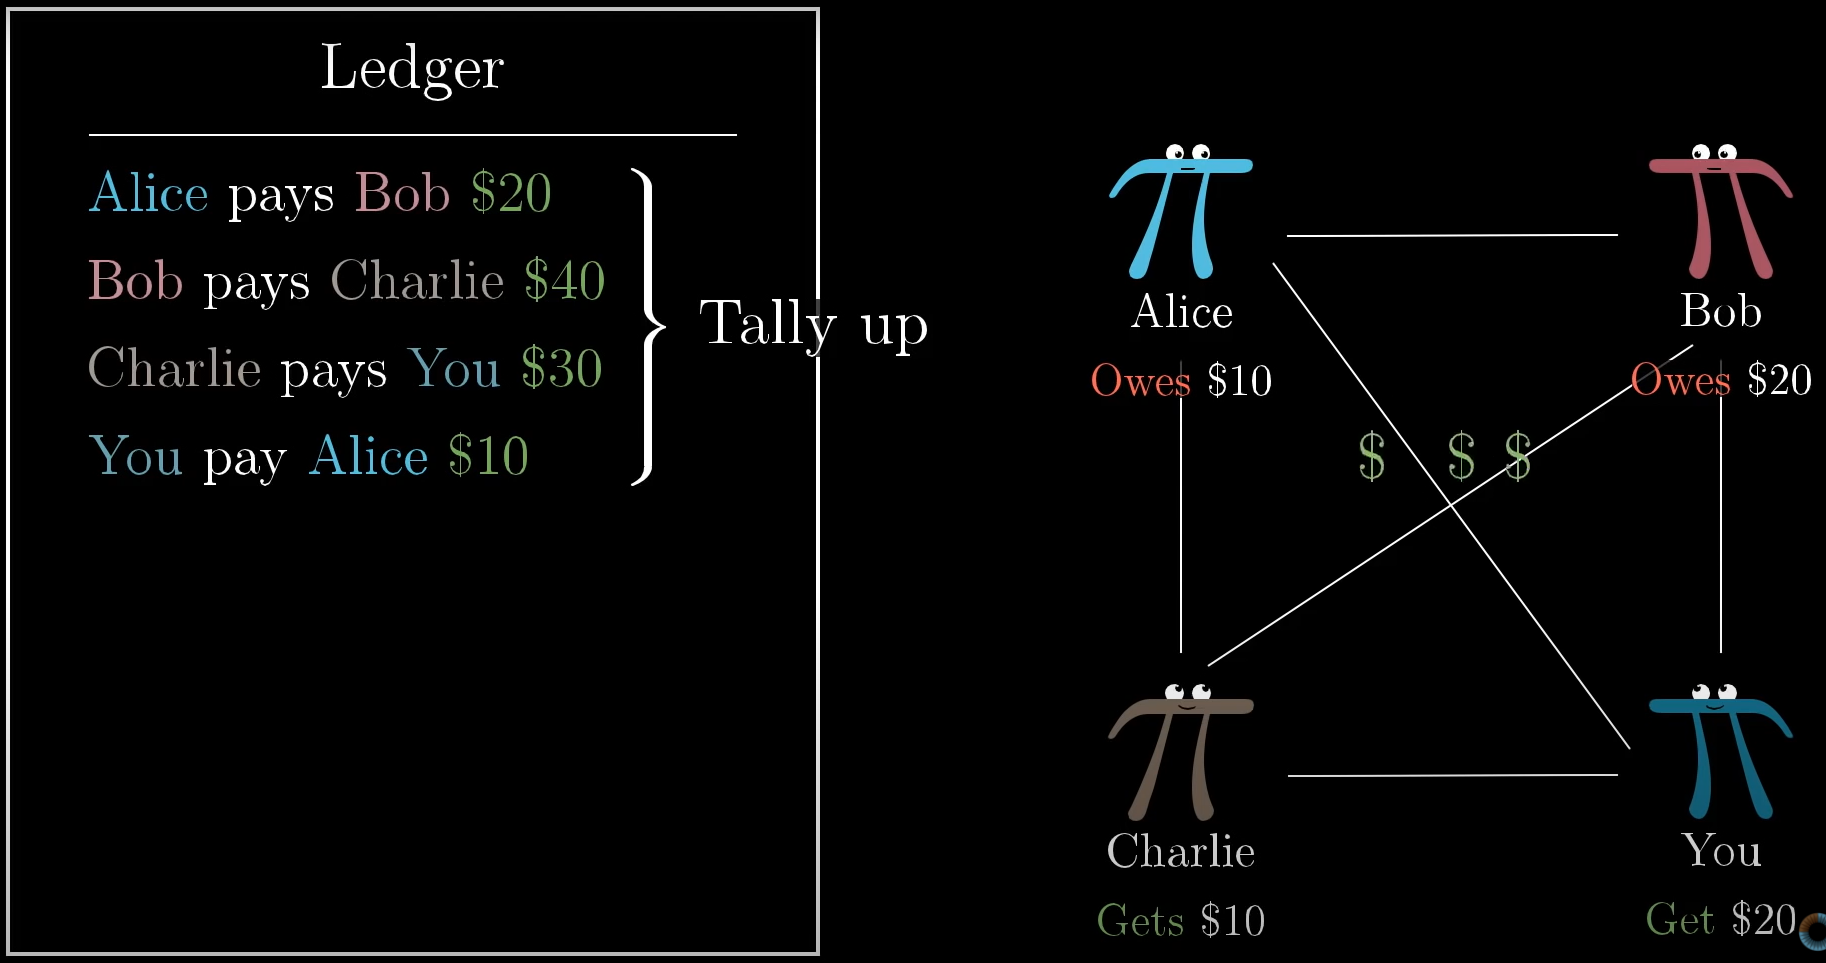 Ledger
Alice pays Bob $20
Bob pays Charlie $40
Charlie pays You $30
You pay Alice $10
Tally up
Alice
Owes $10
Bob
Owes $20
$ $ $
Charlie
Gets $10
You
Get $20